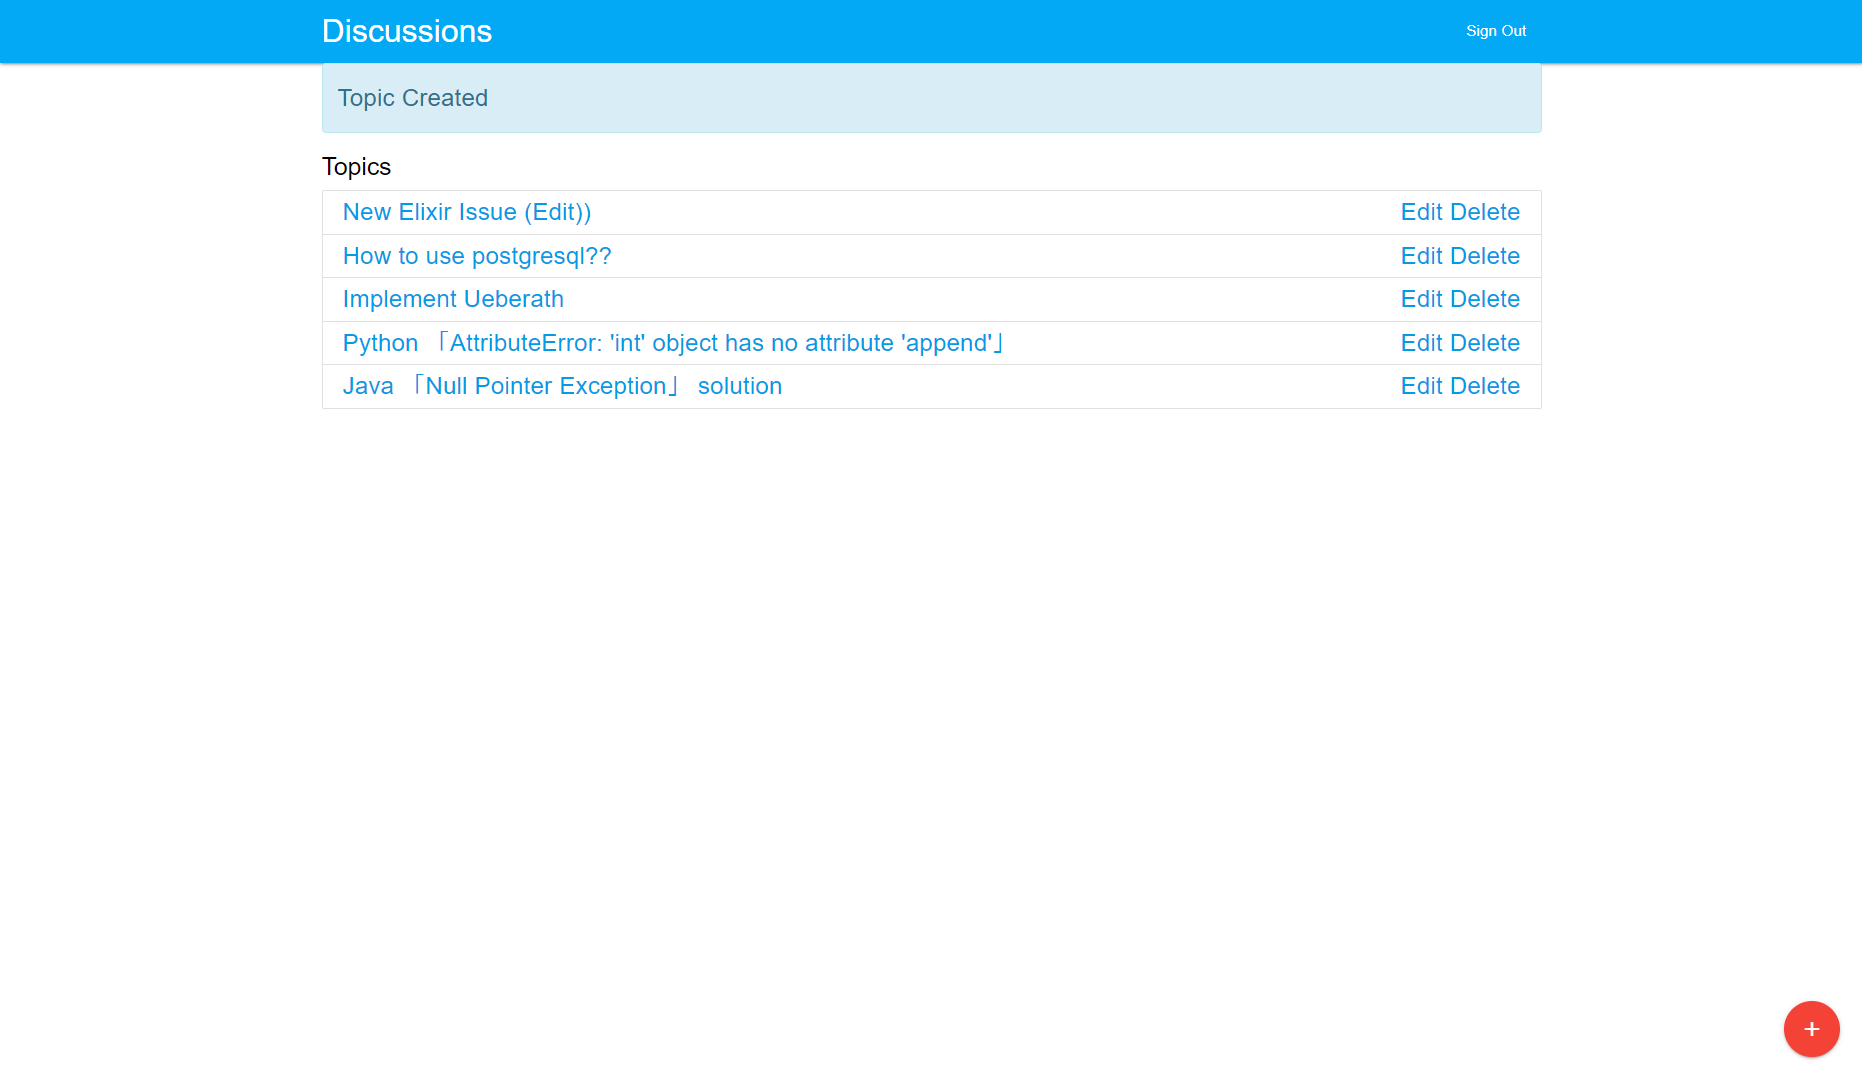 Discussions Sign Out
Topic Created
Topics
New Elixir Issue (Edit)) Edit Delete
How to use postgresql?? Edit Delete
Implement Ueberath Edit Delete
Python 「AttributeError: 'int' object has no attribute 'append'」 Edit Delete
Java 「Null Pointer Exception」 solution Edit Delete
+